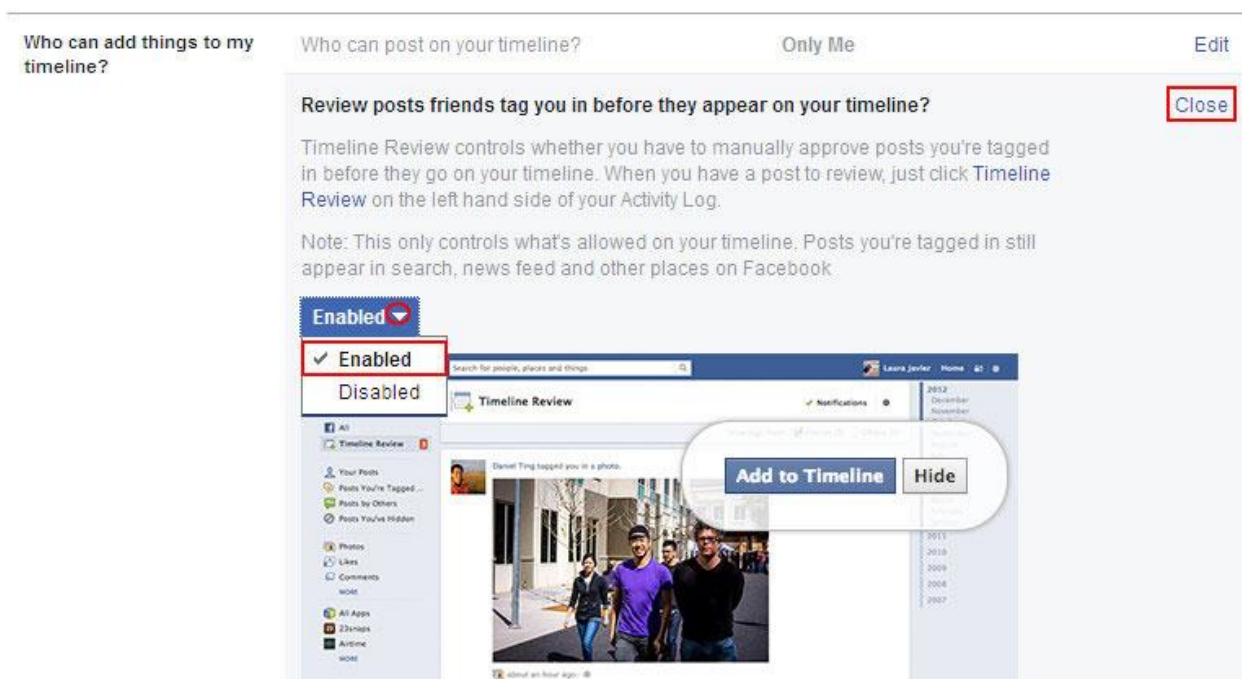 Who can add things to my
timeline?
Who can post on your timeline?
Only Me
Edit
Review posts friends tag you in before they appear on your timeline?
Close
Timeline Review controls whether you have to manually approve posts you're tagged
in before they go on your timeline. When you have a post to review, just click Timeline
Review on the left hand side of your Activity Log.
Note: This only controls what's allowed on your timeline. Posts you're tagged in still
appear in search, news feed and other places on Facebook
Enabled
Enabled
Disabled
Search for people, places and things
Laura Javier Home
Timeline Review
Notifications
2012
December
November
All
Timeline Review
Your Posts
Posts You're Tagged ...
Posts by Others
Posts You've Hidden
Photos
Likes
Comments
MORE
All Apps
23snaps
Airtime
MORE
Daniel Ting tagged you in a photo.
Add to Timeline
Hide
2011
2010
2009
2008
2007
about an hour ago